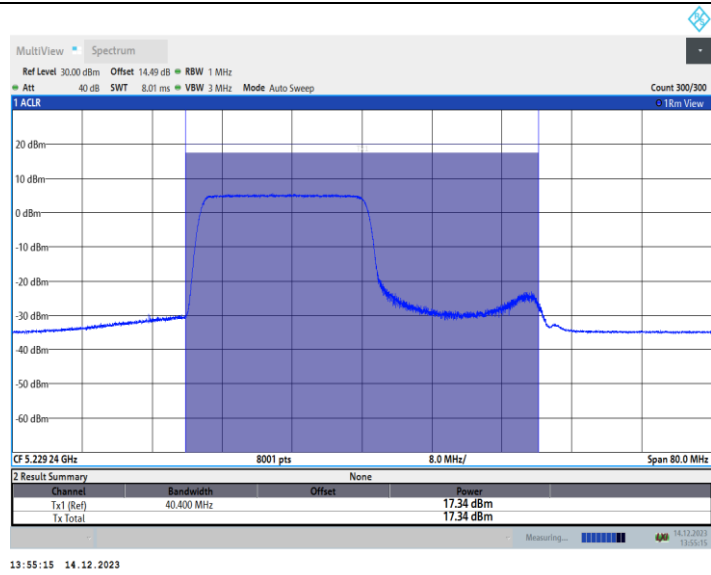 MultiView Spectrum
Ref Level 30.00 dBm Offset 14.49 dB RBW 1 MHz
Att 40 dB SWT 8.01 ms VBW 3 MHz Mode Auto Sweep Count 300/300
1 ACLR 1Rm View
20 dBm
10 dBm
0 dBm
-10 dBm
-20 dBm
-30 dBm
-40 dBm
-50 dBm
-60 dBm
CF 5.229 24 GHz 8001 pts 8.0 MHz/ Span 80.0 MHz
2 Result Summary None
Channel Bandwidth Offset Power
Tx1 (Ref) 40.400 MHz 17.34 dBm
Tx Total 17.34 dBm
Measuring... 14.12.2023
13:55:15
13:55:15 14.12.2023